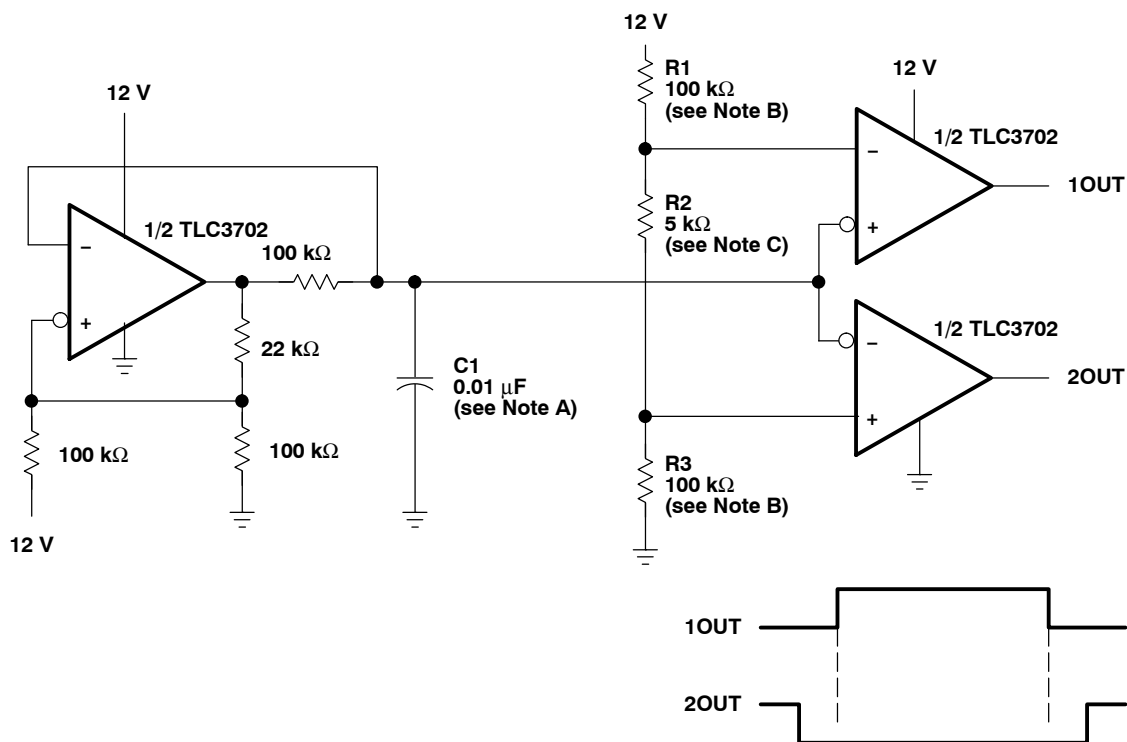 12 V
1/2 TLC3702
−
+
100 kΩ
22 kΩ
100 kΩ
100 kΩ
12 V
C1
0.01 μF
(see Note A)
12 V
R1
100 kΩ
(see Note B)
R2
5 kΩ
(see Note C)
R3
100 kΩ
(see Note B)
12 V
1/2 TLC3702
−
+
1OUT
1/2 TLC3702
−
+
2OUT
1OUT
2OUT